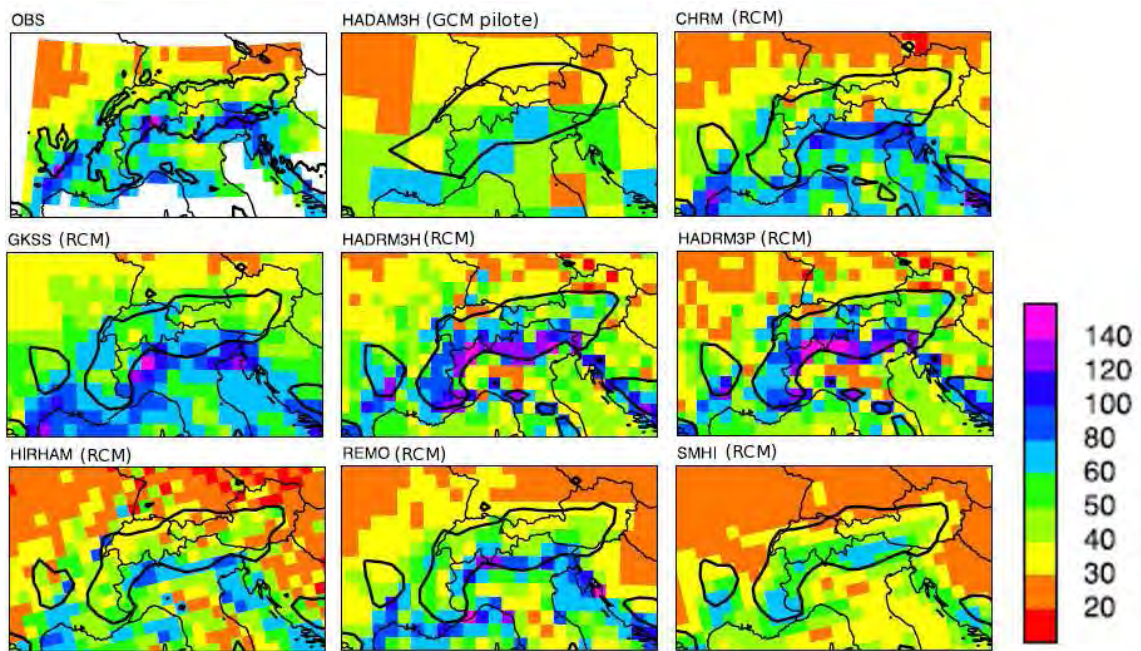 OBS
HADAM3H (GCM pilote)
CHRM (RCM)
GKSS (RCM)
HADRM3H (RCM)
HADRM3P (RCM)
HIRHAM (RCM)
REMO (RCM)
SMHI (RCM)
140
120
100
80
60
50
40
30
20